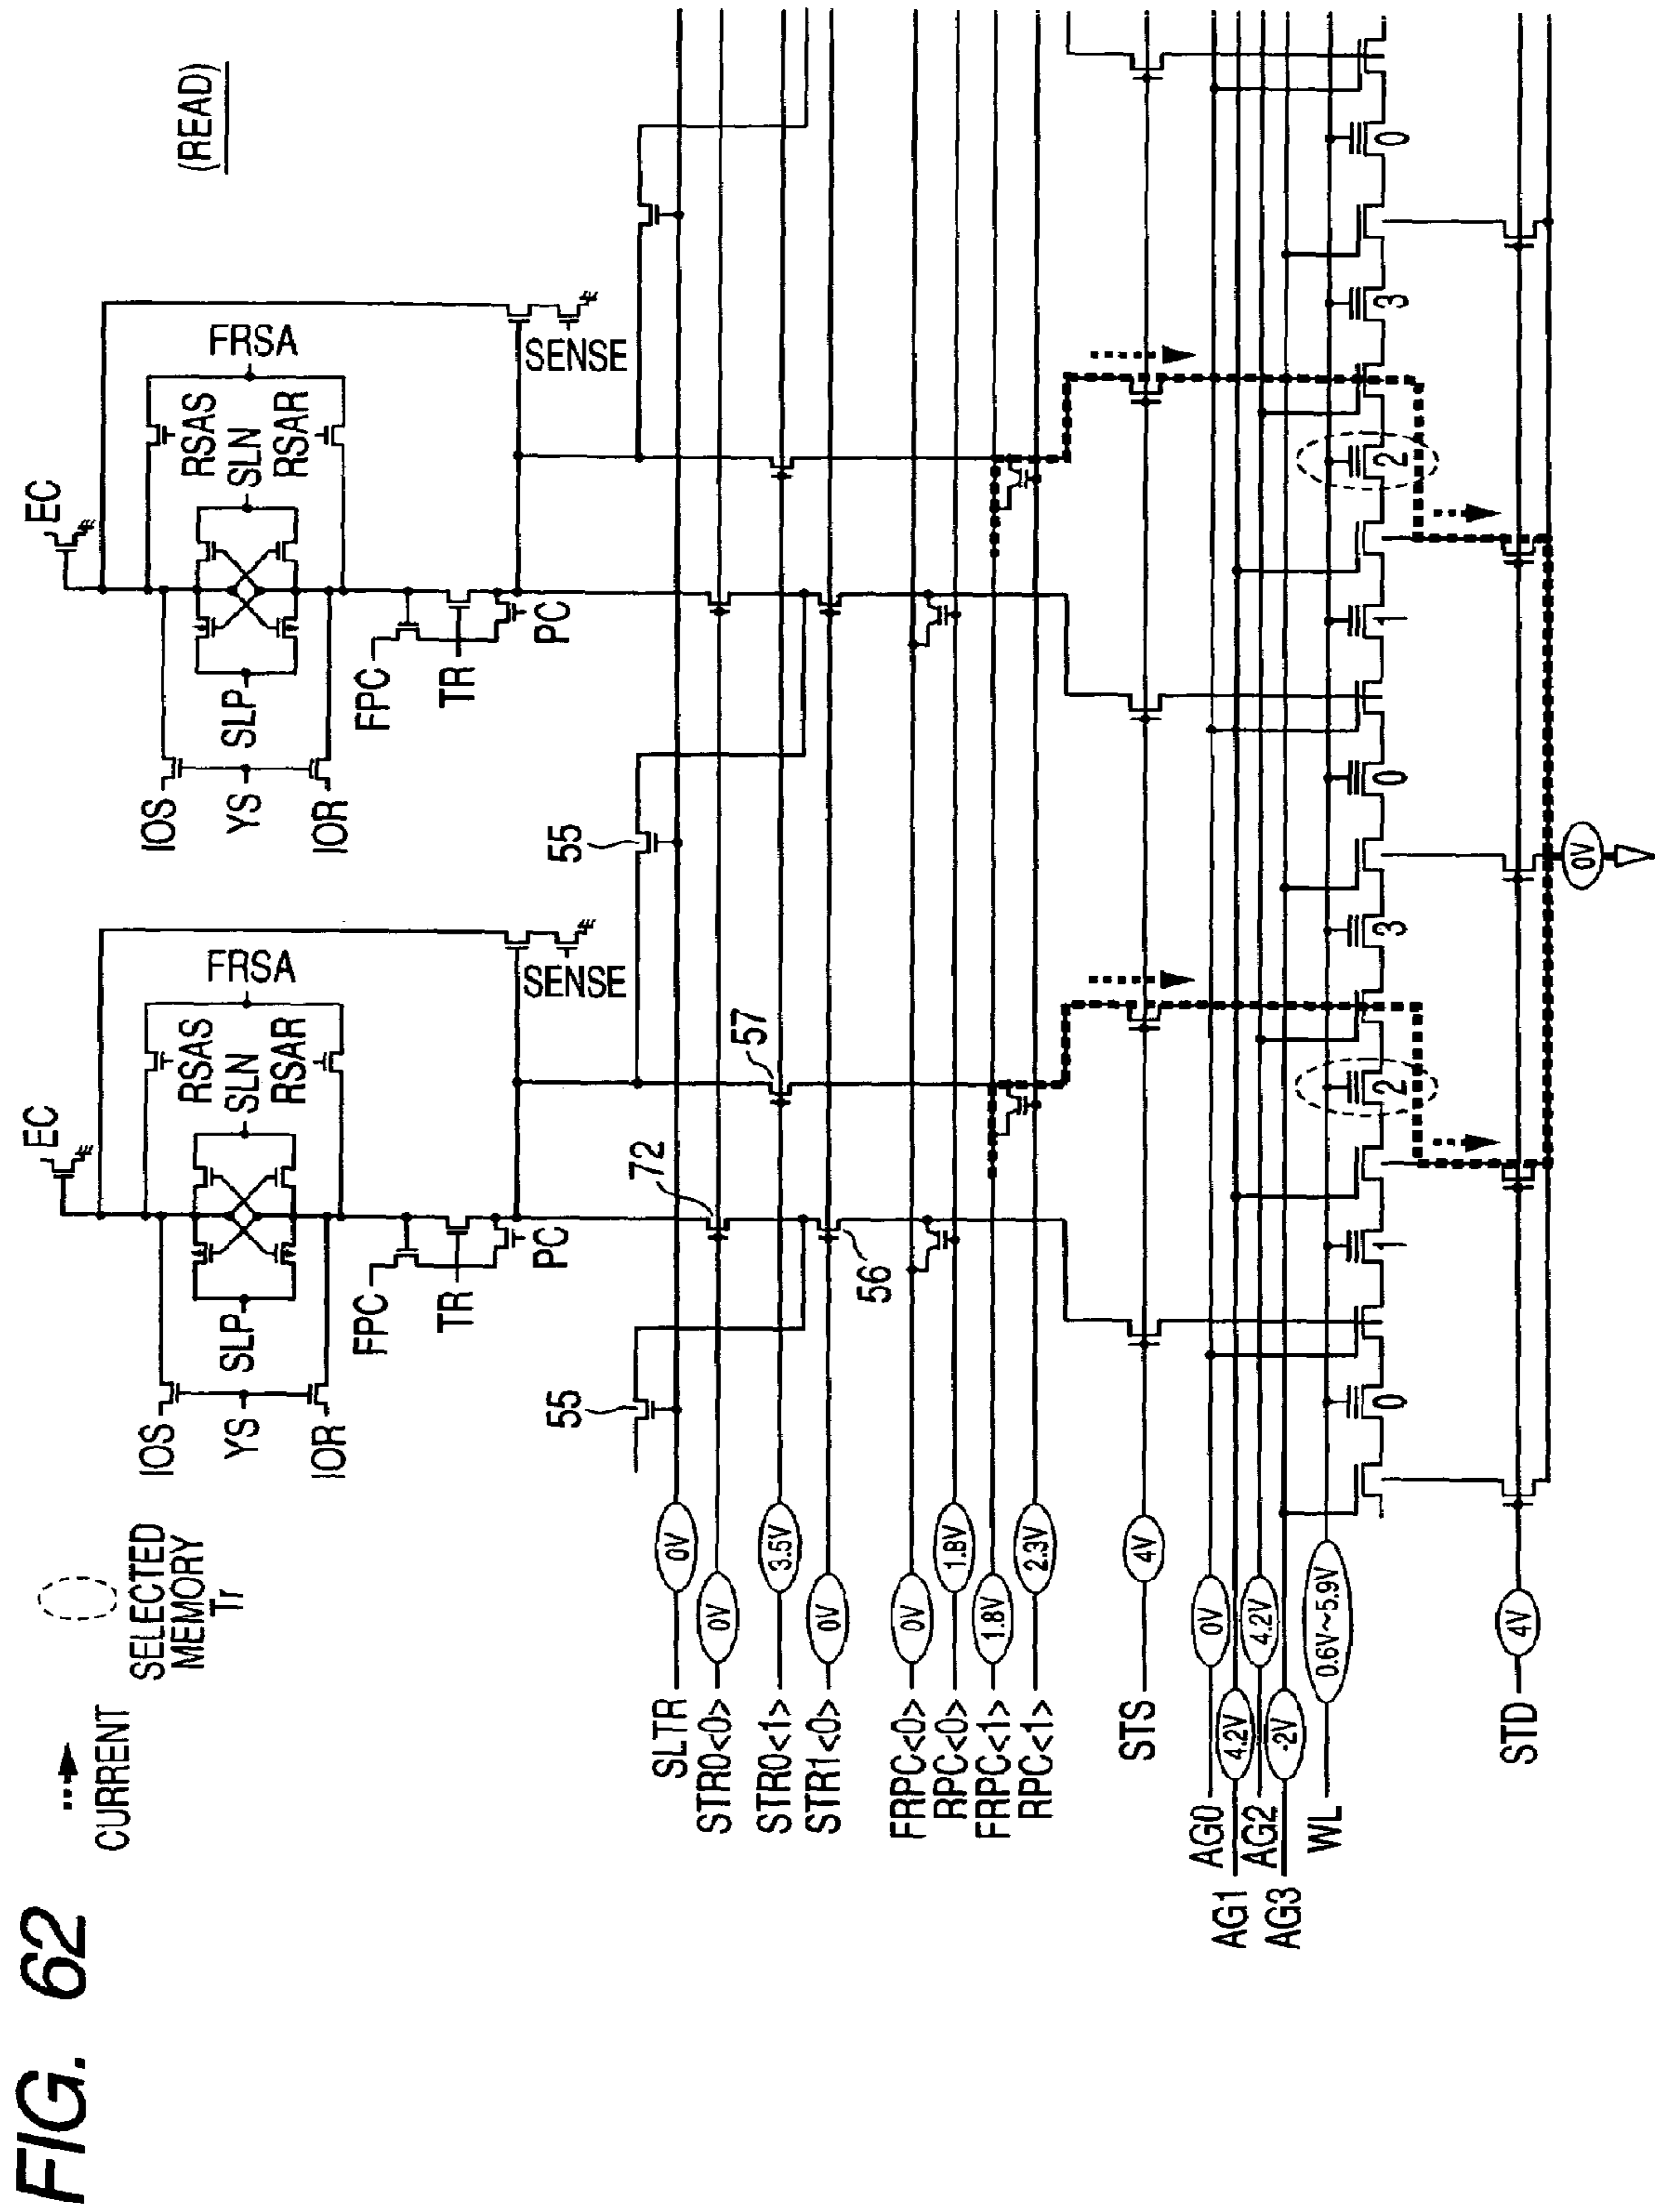 FIG. 62
CURRENT
SELECTED
MEMORY
Tr
(READ)
EC
EC
IOS
YS
IOR
SLP
FRSA
RSAS
SLN
RSAR
FPC
TR
PC
SENSE
IOS
YS
IOR
SLP
FRSA
RSAS
SLN
RSAR
FPC
TR
PC
SENSE
55
72
57
55
56
SLTR 0V
STR0<0> 0V
STR0<1> 3.5V
STR1<0> 0V
FRPC<0> 0V
RPC<0> 1.8V
FRPC<1> 1.8V
RPC<1> 2.3V
STS 4V
AG0 0V
AG1 4.2V
AG2 4.2V
AG3 -2V
WL 0.6V~5.9V
0 1 2 3 0 1 2 3 0
STD 4V
0V